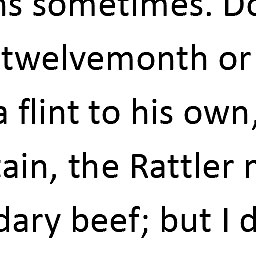 ns sometimes. Do
twelvemonth or
a flint to his own,
tain, the Rattler
dary beef; but I d